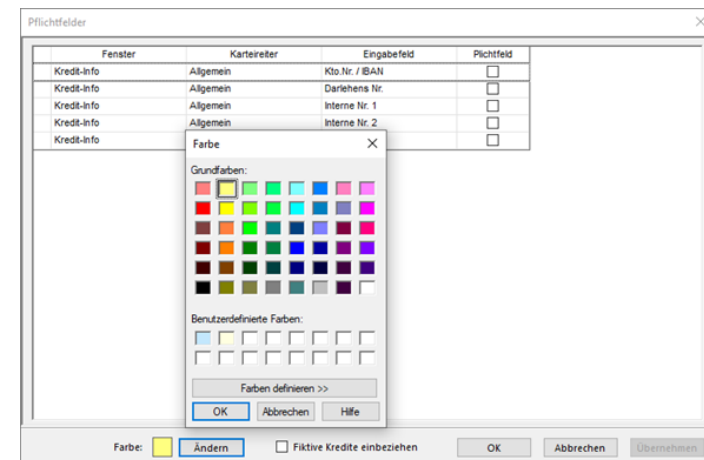 Pflichtfelder
Fenster Karteireiter Eingabefeld Plichtfeld
Kredit-Info Allgemein Kto.Nr. / IBAN
Kredit-Info Allgemein Darlehens Nr.
Kredit-Info Allgemein Interne Nr. 1
Kredit-Info Allgemein Interne Nr. 2
Kredit-Info
Farbe
Grundfarben:
Benutzerdefinierte Farben:
Farben definieren >>
OK Abbrechen Hilfe
Farbe: Ändern Fiktive Kredite einbeziehen OK Abbrechen Übernehmen